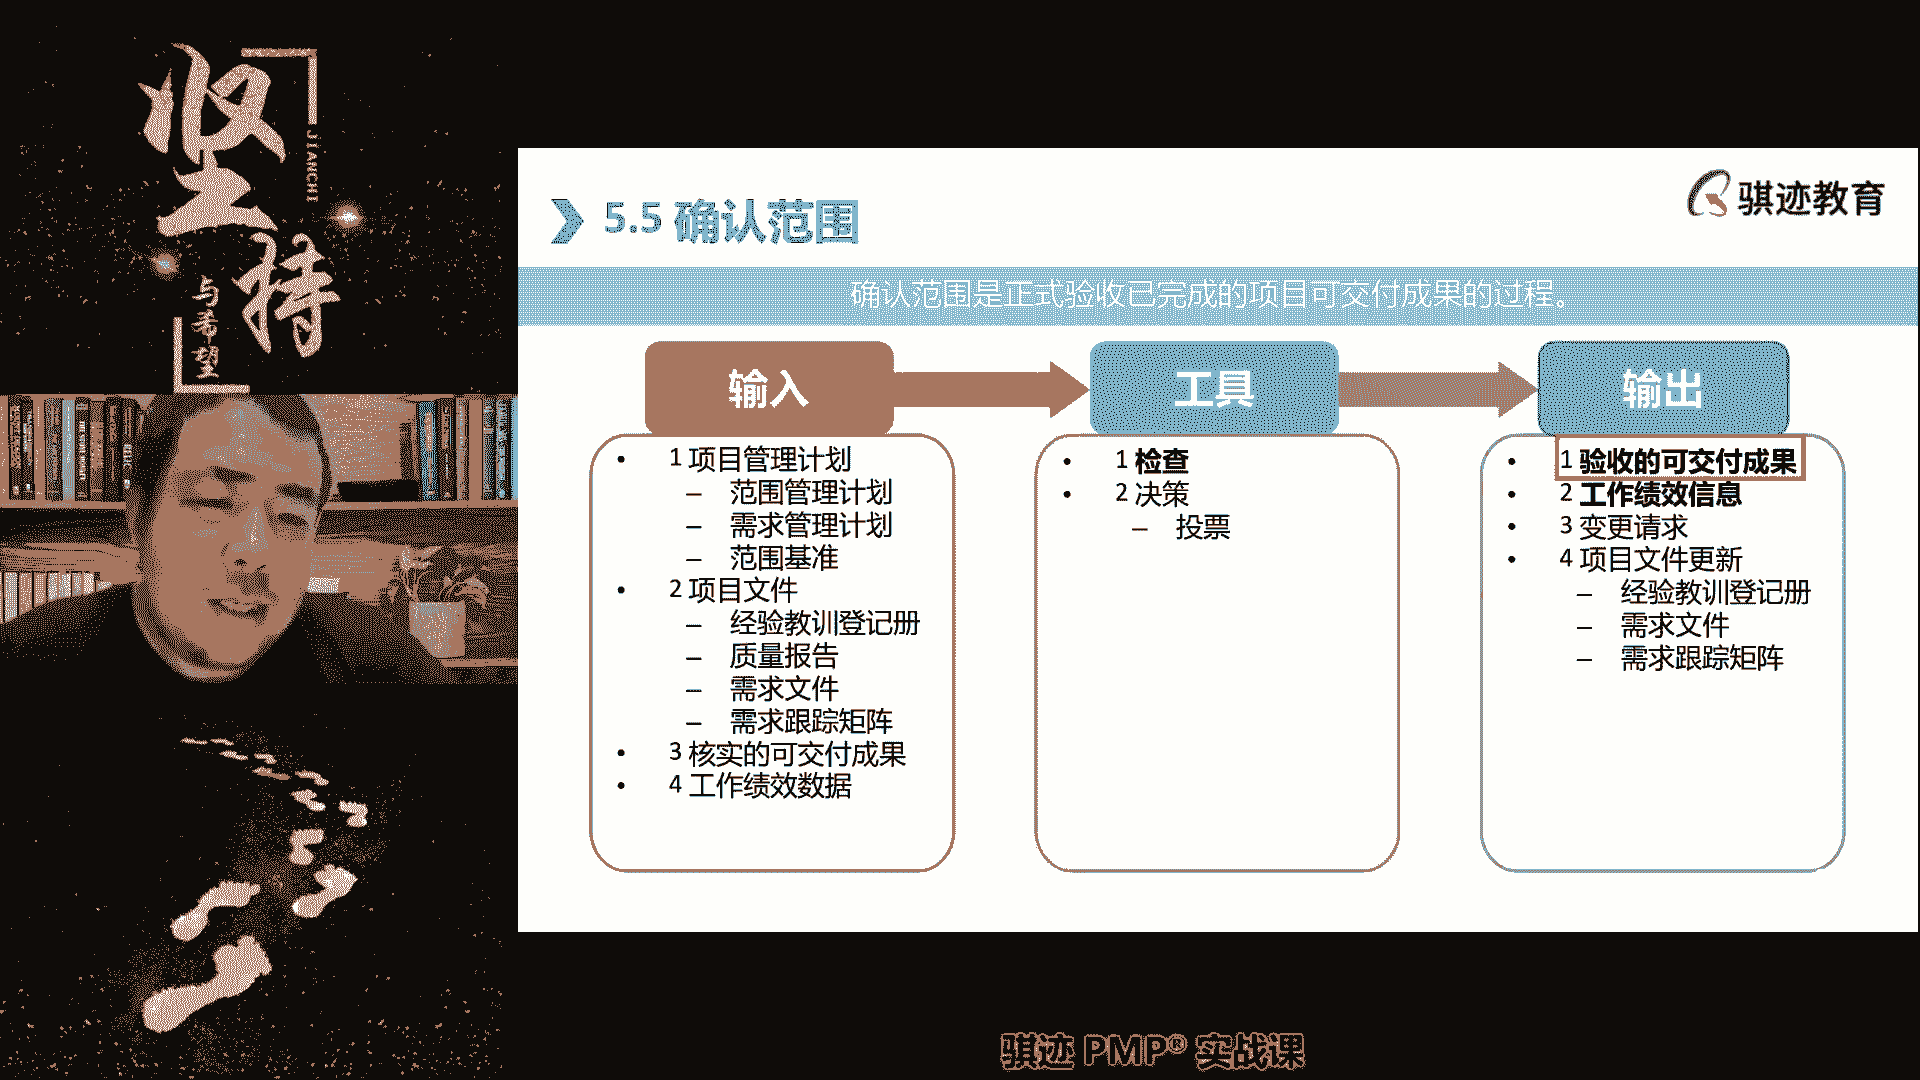 坚持
JIANCHI
与希望
5.5 确认范围
骐迹教育
确认范围是正式验收已完成的项目可交付成果的过程。
输入
1 项目管理计划
– 范围管理计划
– 需求管理计划
– 范围基准
2 项目文件
– 经验教训登记册
– 质量报告
– 需求文件
– 需求跟踪矩阵
3 核实的可交付成果
4 工作绩效数据
工具
1 检查
2 决策
– 投票
输出
1 验收的可交付成果
2 工作绩效信息
3 变更请求
4 项目文件更新
– 经验教训登记册
– 需求文件
– 需求跟踪矩阵
骐迹 PMP® 实战课